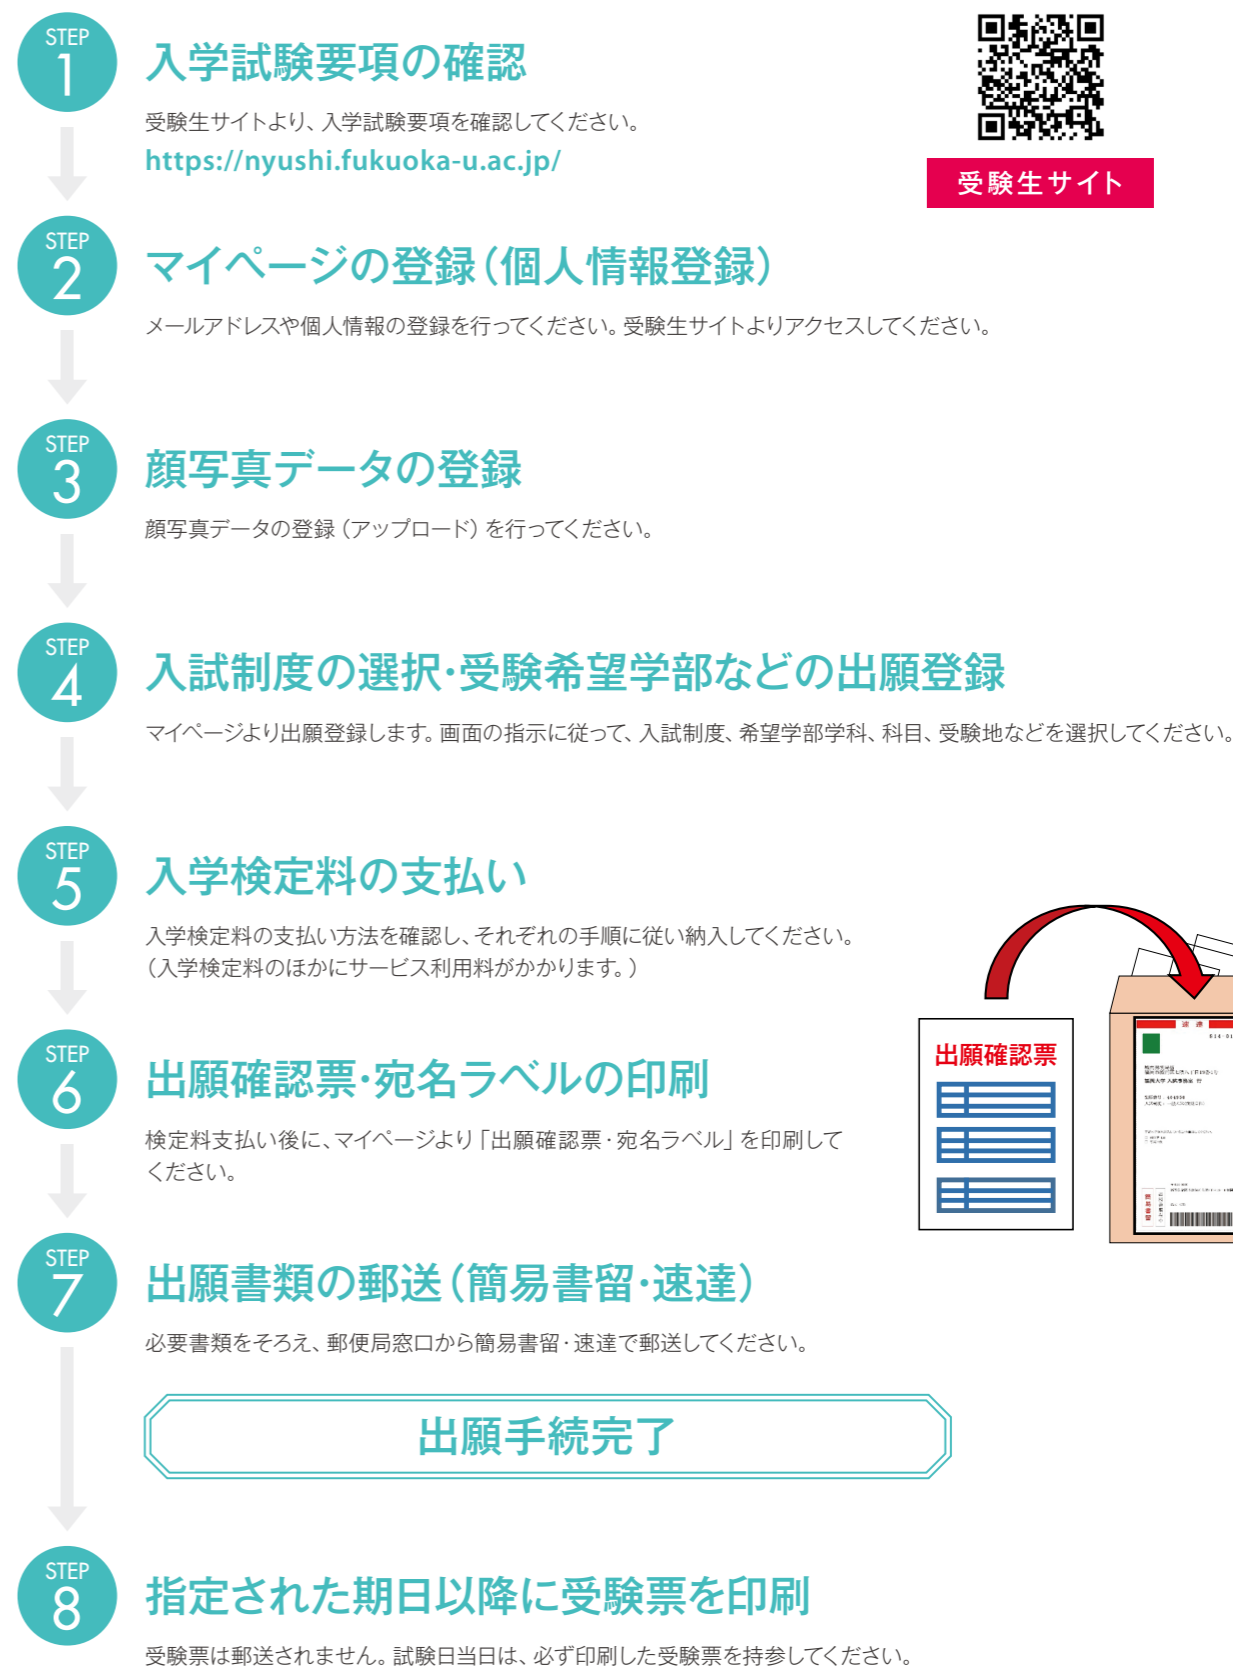 STEP
1
入学試験要項の確認
受験生サイトより、入学試験要項を確認してください。
https://nyushi.fukuoka-u.ac.jp/
受験生サイト
STEP
2
マイページの登録（個人情報登録）
メールアドレスや個人情報の登録を行ってください。受験生サイトよりアクセスしてください。
STEP
3
顔写真データの登録
顔写真データの登録（アップロード）を行ってください。
STEP
4
入試制度の選択・受験希望学部などの出願登録
マイページより出願登録します。画面の指示に従って、入試制度、希望学部学科、科目、受験地などを選択してください。
STEP
5
入学検定料の支払い
入学検定料の支払い方法を確認し、それぞれの手順に従い納入してください。
（入学検定料のほかにサービス利用料がかかります。）
STEP
6
出願確認票・宛名ラベルの印刷
検定料支払い後に、マイページより「出願確認票・宛名ラベル」を印刷して
ください。
出願確認票
速 達
簡易書留
STEP
7
出願書類の郵送（簡易書留・速達）
必要書類をそろえ、郵便局窓口から簡易書留・速達で郵送してください。
出願手続完了
STEP
8
指定された期日以降に受験票を印刷
受験票は郵送されません。試験日当日は、必ず印刷した受験票を持参してください。